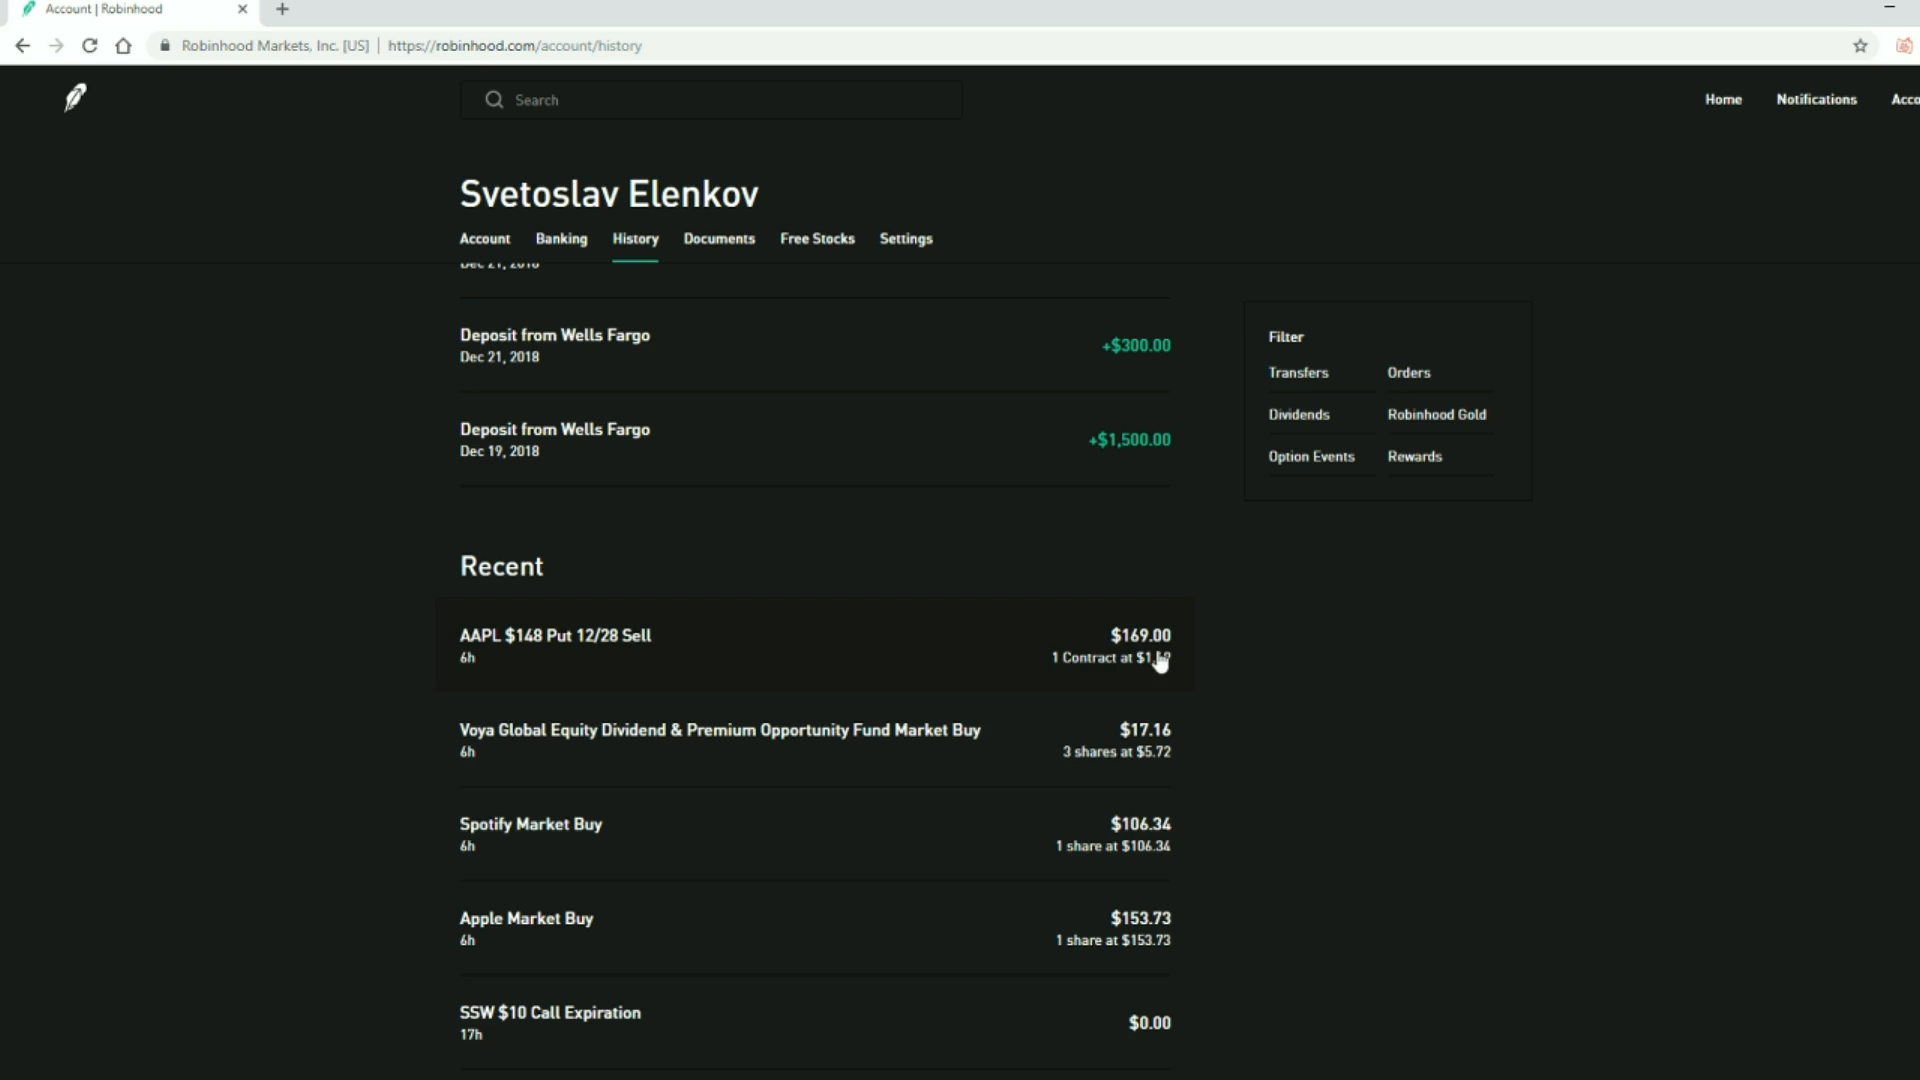 Account | Robinhood
Robinhood Markets, Inc. [US] | https://robinhood.com/account/history
Search
Home Notifications
Svetoslav Elenkov
Account Banking History Documents Free Stocks Settings
Dec 21, 2018
Deposit from Wells Fargo
+$300.00
Dec 21, 2018
Deposit from Wells Fargo
+$1,500.00
Dec 19, 2018
Filter
Transfers Orders
Dividends Robinhood Gold
Option Events Rewards
Recent
AAPL $148 Put 12/28 Sell
$169.00
6h
1 Contract at
Voya Global Equity Dividend & Premium Opportunity Fund Market Buy
$17.16
6h
3 shares at $5.72
Spotify Market Buy
$106.34
6h
1 share at $106.34
Apple Market Buy
$153.73
6h
1 share at $153.73
SSW $10 Call Expiration
$0.00
17h